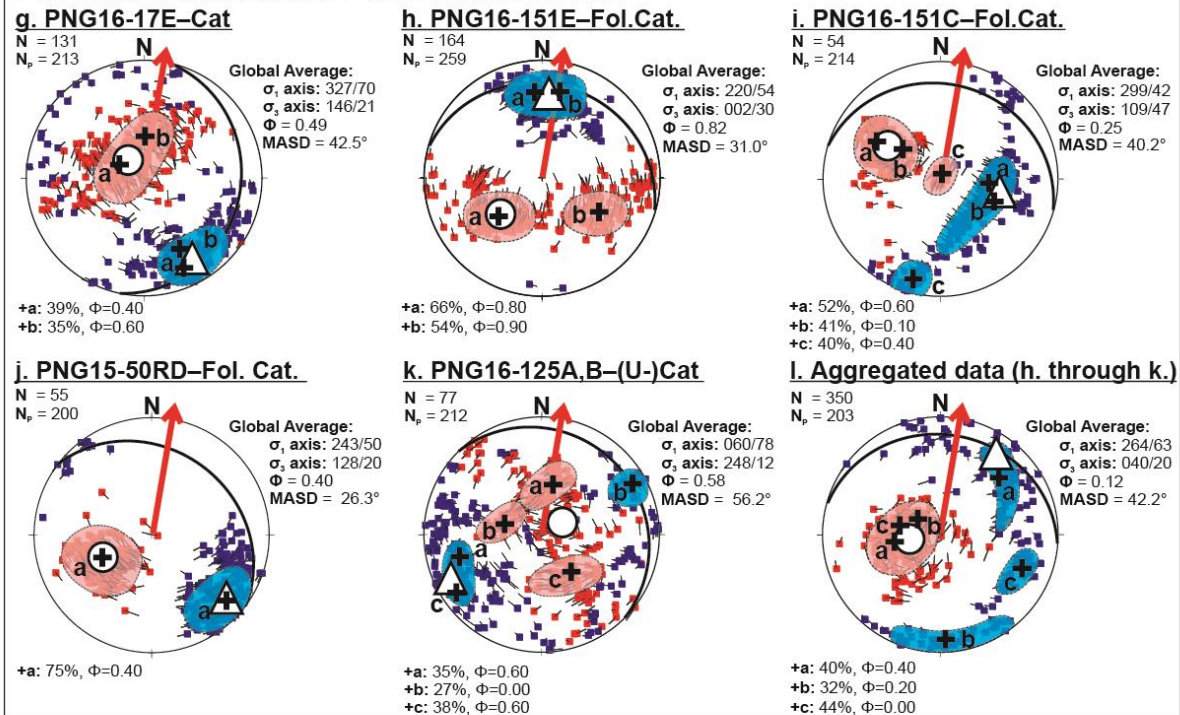 g. PNG16-17E–Cat
N = 131
Nₚ = 213
N
Global Average:
σ₁ axis: 327/70
σ₃ axis: 146/21
Φ = 0.49
MASD = 42.5°
b
a
b
a
+a: 39%, Φ=0.40
+b: 35%, Φ=0.60
h. PNG16-151E–Fol.Cat.
N = 164
Nₚ = 259
N
Global Average:
σ₁ axis: 220/54
σ₃ axis: 002/30
Φ = 0.82
MASD = 31.0°
a b
a b
+a: 66%, Φ=0.80
+b: 54%, Φ=0.90
i. PNG16-151C–Fol.Cat.
N = 54
Nₚ = 214
N
Global Average:
σ₁ axis: 299/42
σ₃ axis: 109/47
Φ = 0.25
MASD = 40.2°
a
b
c
a
b
c
+a: 52%, Φ=0.60
+b: 41%, Φ=0.10
+c: 40%, Φ=0.40
j. PNG15-50RD–Fol. Cat.
N = 55
Nₚ = 200
N
Global Average:
σ₁ axis: 243/50
σ₃ axis: 128/20
Φ = 0.40
MASD = 26.3°
a
a
+a: 75%, Φ=0.40
k. PNG16-125A,B–(U-)Cat
N = 77
Nₚ = 212
N
Global Average:
σ₁ axis: 060/78
σ₃ axis: 248/12
Φ = 0.58
MASD = 56.2°
a
b
b
a
c
c
+a: 35%, Φ=0.60
+b: 27%, Φ=0.00
+c: 38%, Φ=0.60
l. Aggregated data (h. through k.)
N = 350
Nₚ = 203
N
Global Average:
σ₁ axis: 264/63
σ₃ axis: 040/20
Φ = 0.12
MASD = 42.2°
a
c b
a
c
b
+a: 40%, Φ=0.40
+b: 32%, Φ=0.20
+c: 44%, Φ=0.00